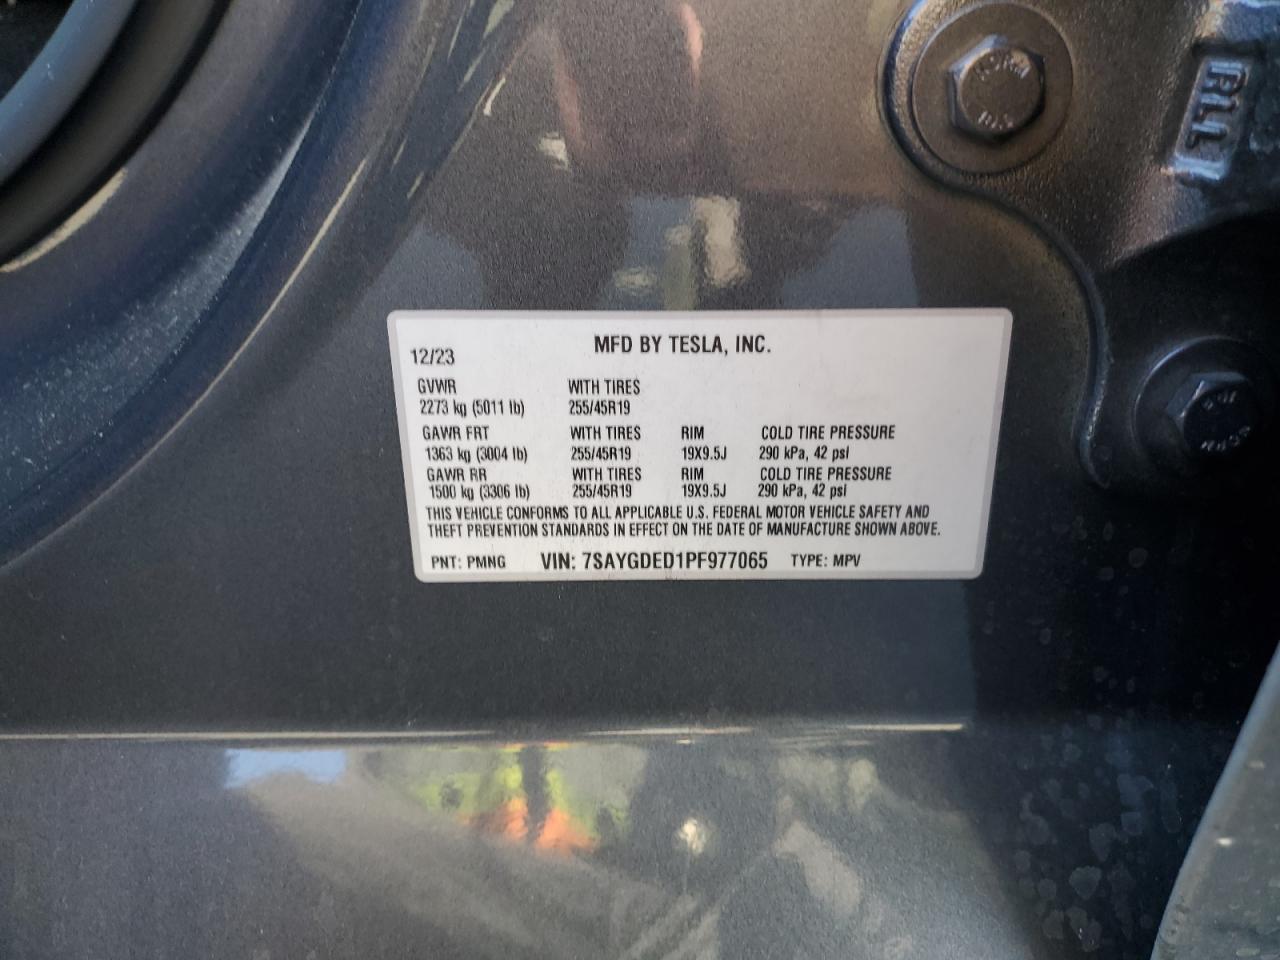 MFD BY TESLA, INC.
12/23
GVWR WITH TIRES
2273 kg (5011 lb) 255/45R19
GAWR FRT WITH TIRES RIM COLD TIRE PRESSURE
1363 kg (3004 lb) 255/45R19 19X9.5J 290 kPa, 42 psi
GAWR RR WITH TIRES RIM COLD TIRE PRESSURE
1500 kg (3306 lb) 255/45R19 19X9.5J 290 kPa, 42 psi
THIS VEHICLE CONFORMS TO ALL APPLICABLE U.S. FEDERAL MOTOR VEHICLE SAFETY AND
THEFT PREVENTION STANDARDS IN EFFECT ON THE DATE OF MANUFACTURE SHOWN ABOVE.
PNT: PMNG VIN: 7SAYGDED1PF977065 TYPE: MPV